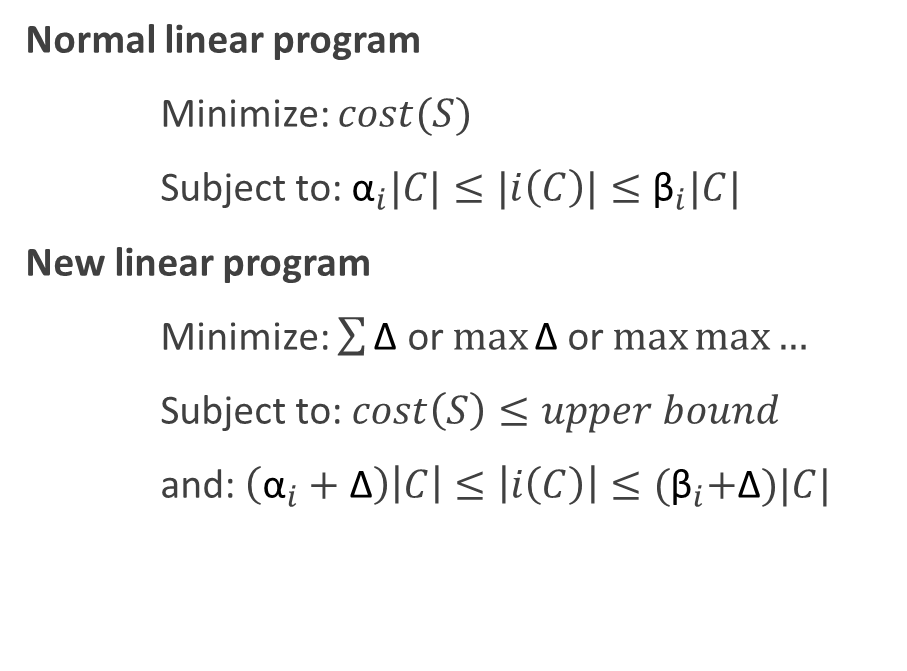 Normal linear program
Minimize: cost(S)
Subject to: αᵢ|C| ≤ |i(C)| ≤ βᵢ|C|
New linear program
Minimize: ∑ Δ or max Δ or max max ...
Subject to: cost(S) ≤ upper bound
and: (αᵢ + Δ)|C| ≤ |i(C)| ≤ (βᵢ+Δ)|C|